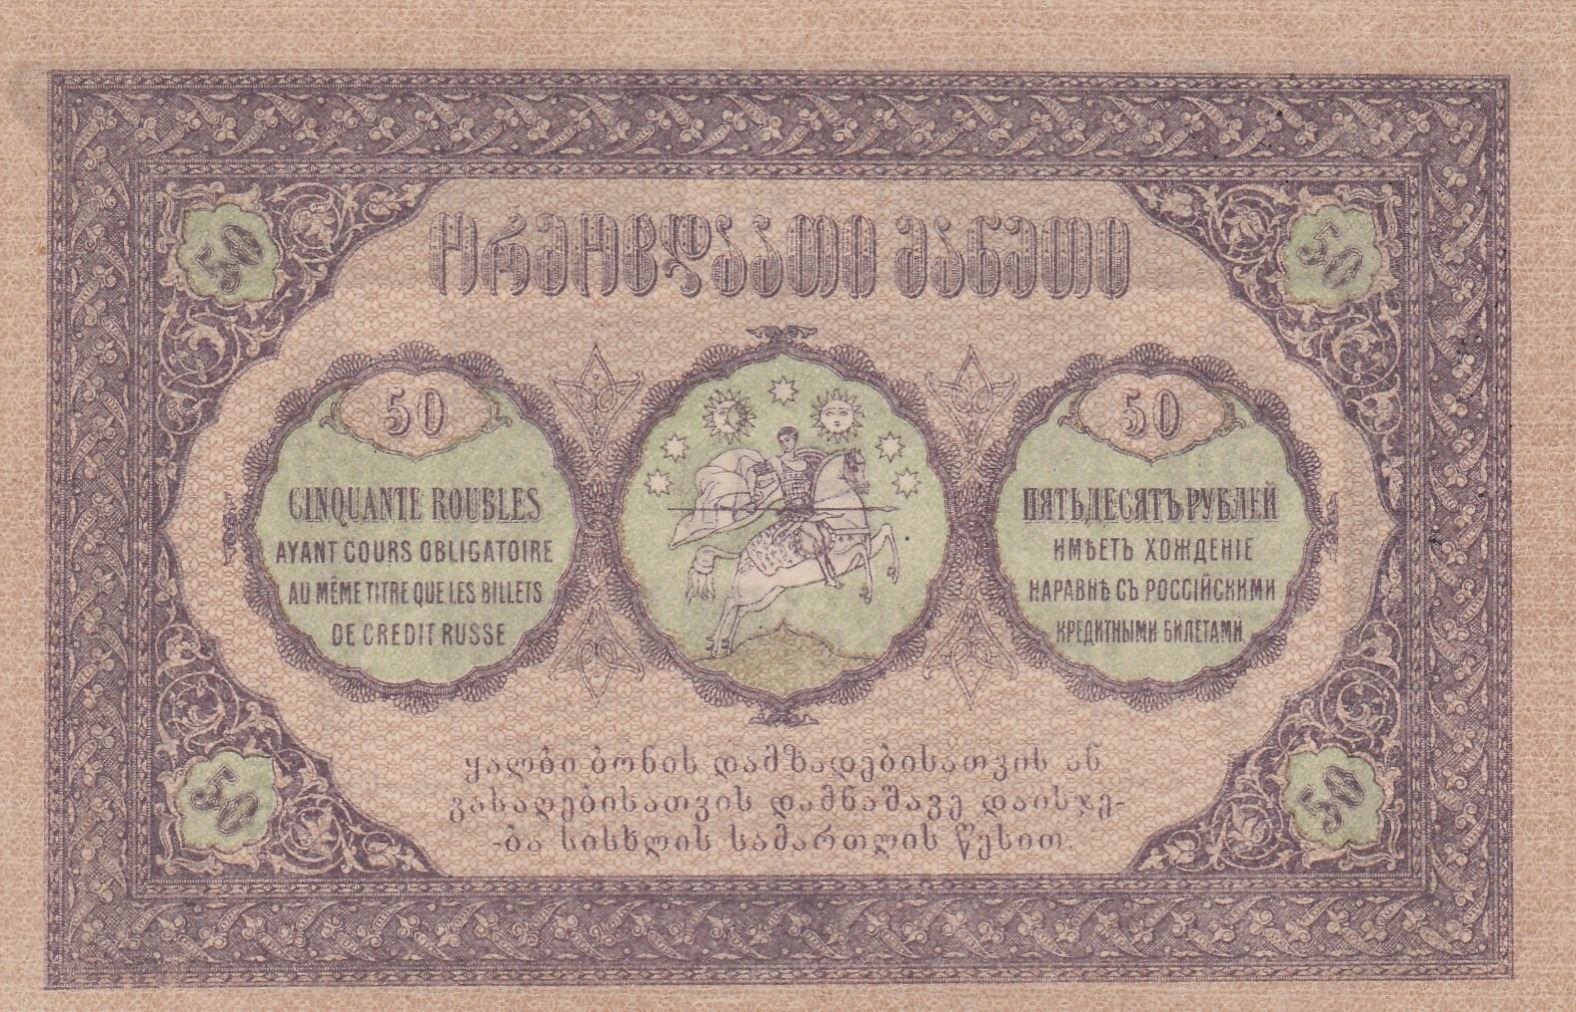 50
50
ორმოცდაათი მანეთი
50
CINQUANTE ROUBLES
AYANT COURS OBLIGATOIRE
AU MÊME TITRE QUE LES BILLETS
DE CREDIT RUSSE
50
ПЯТЬДЕСЯТЪ РУБЛЕЙ
ИМѢЕТЪ ХОЖДЕНІЕ
НАРАВНѢ СЪ РОССІЙСКИМИ
КРЕДИТНЫМИ БИЛЕТАМИ
50
50
ყალბი ბონის დამზადებისათვის ან
გასაღებისათვის დამნაშავე დაისჯე-
-ბა სისხლის სამართლის წესით.